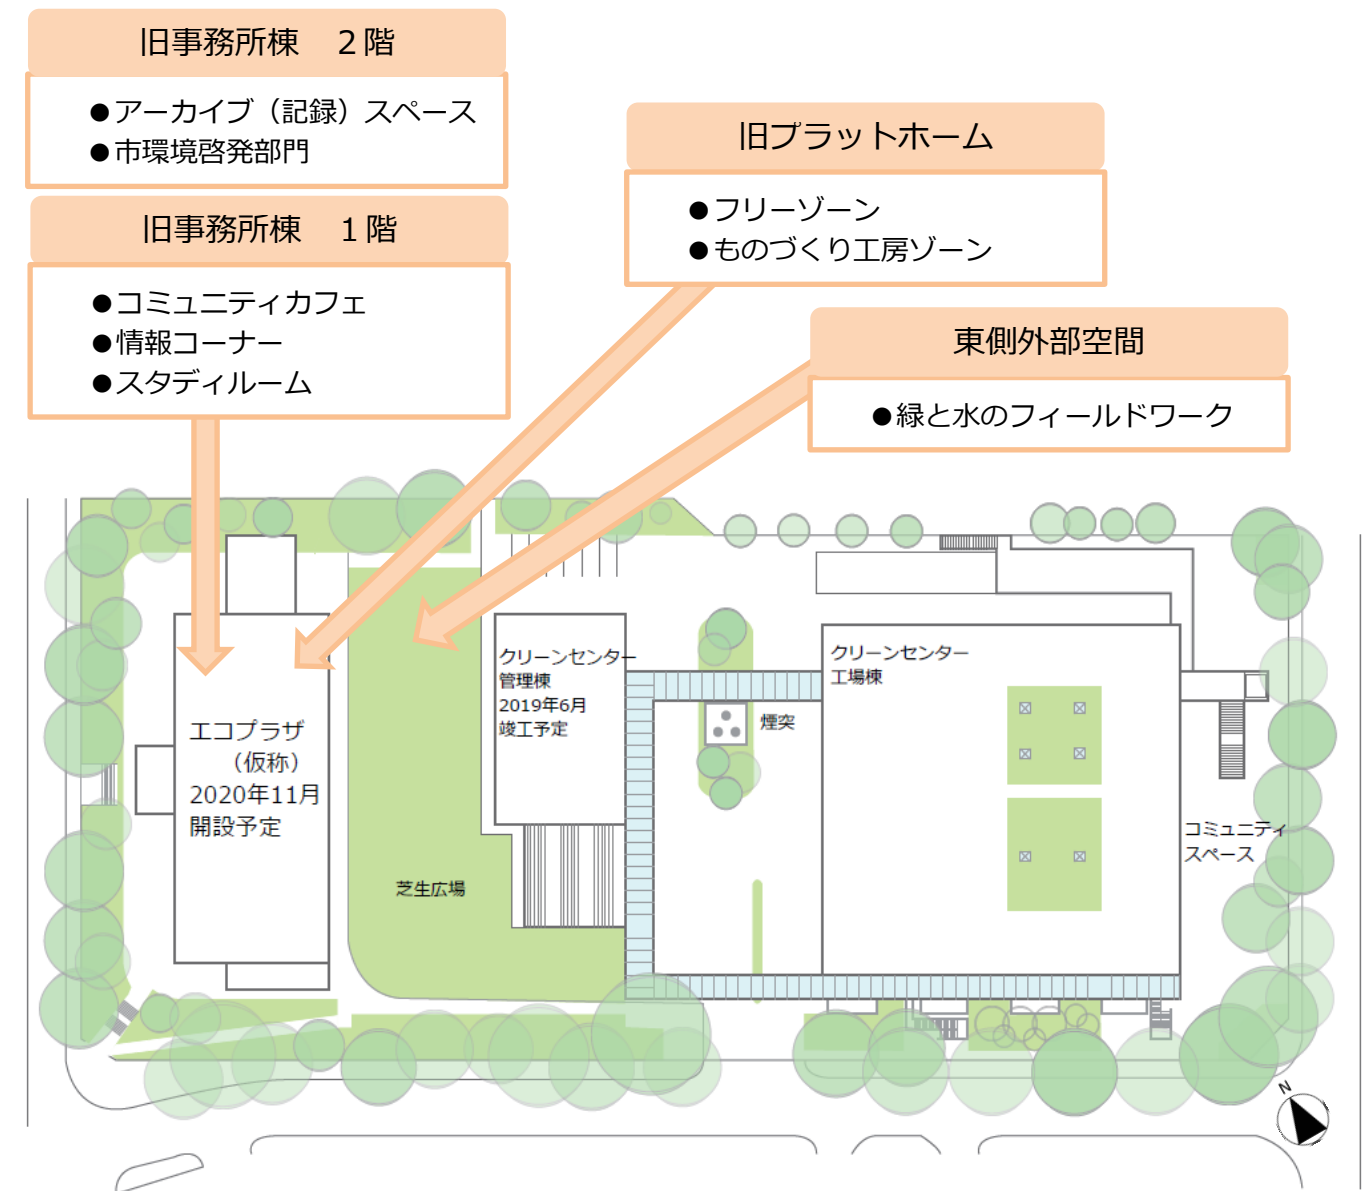 旧事務所棟　２階
●アーカイブ（記録）スペース
●市環境啓発部門
旧事務所棟　１階
●コミュニティカフェ
●情報コーナー
●スタディルーム
旧プラットホーム
●フリーゾーン
●ものづくり工房ゾーン
東側外部空間
●緑と水のフィールドワーク
エコプラザ
（仮称）
2020年11月
開設予定
芝生広場
クリーンセンター
管理棟
2019年6月
竣工予定
煙突
クリーンセンター
工場棟
コミュニティ
スペース
N